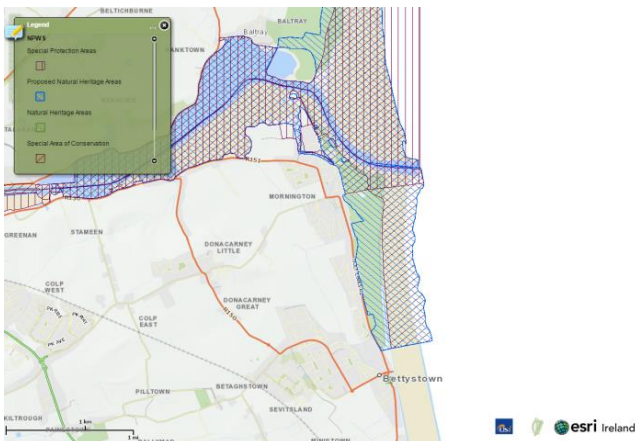 BELTICHBURNE
BALTRAY
Baltray
Legend
NPWS
Special Protection Areas
Proposed Natural Heritage Areas
Natural Heritage Areas
Special Area of Conservation
R151
MORNINGTON
GREENAN
STAMEEN
DONACARNEY
LITTLE
COLP
WEST
DONACARNEY
GREAT
COLP
EAST
R150
Bettystown
PILLTOWN
BETAGHSTOWN
SEVITSLAND
KILTROUGH
1 km
1 mi
esri Ireland